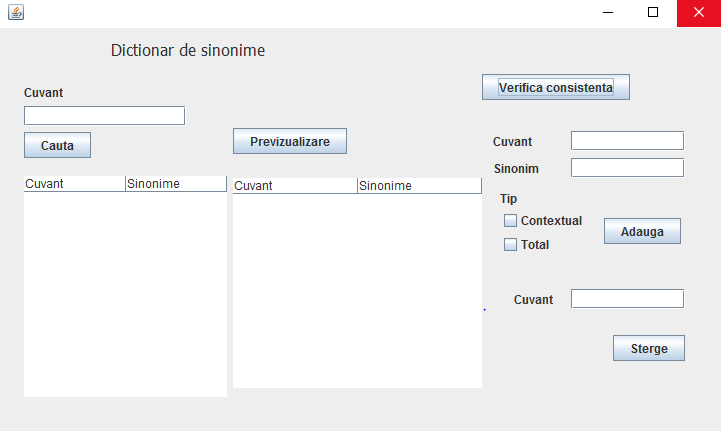 Dictionar de sinonime
Cuvant
Cauta
Cuvant Sinonime
Previzualizare
Cuvant Sinonime
Verifica consistenta
Cuvant
Sinonim
Tip
Contextual
Total
Adauga
Cuvant
Sterge